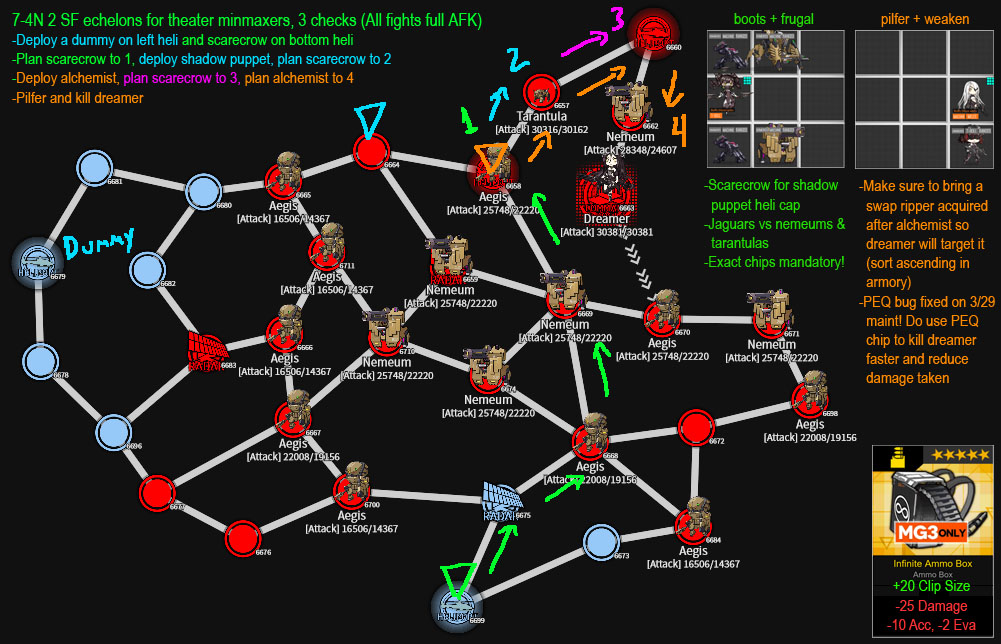 7-4N 2 SF echelons for theater minmaxers, 3 checks (All fights full AFK)
-Deploy a dummy on left heli and scarecrow on bottom heli
-Plan scarecrow to 1, deploy shadow puppet, plan scarecrow to 2
-Deploy alchemist, plan scarecrow to 3, plan alchemist to 4
-Pilfer and kill dreamer
boots + frugal
pilfer + weaken
3
6660
2
6657
Tarantula
[Attack] 30316/30162
6662
Nemeum
[Attack] 28348/24607
4
1
6664
6658
Aegis
[Attack] 25748/22220
6663
Dreamer
[Attack] 30381/30381
6681
6680
6665
Aegis
[Attack] 16506/14367
Dummy
6679
6682
6711
Aegis
[Attack] 16506/14367
RADAR
6659
Nemeum
[Attack] 25748/22220
6669
Nemeum
[Attack] 25748/22220
6670
Aegis
[Attack] 25748/22220
6671
Nemeum
[Attack] 25748/22220
6678
RADAR
6683
6666
Aegis
[Attack] 16506/14367
6710
Nemeum
[Attack] 25748/22220
6674
Nemeum
[Attack] 25748/22220
6698
Aegis
[Attack] 22008/19156
6696
6667
Aegis
[Attack] 22008/19156
6668
Aegis
[Attack] 22008/19156
6672
6677
6700
Aegis
[Attack] 16506/14367
RADAR
6675
6676
6673
6684
Aegis
[Attack] 16506/14367
6699
-Scarecrow for shadow
puppet heli cap
-Jaguars vs nemeums &
tarantulas
-Exact chips mandatory!
-Make sure to bring a
swap ripper acquired
after alchemist so
dreamer will target it
(sort ascending in
armory)
-PEQ bug fixed on 3/29
maint! Do use PEQ
chip to kill dreamer
faster and reduce
damage taken
MG3 ONLY
Infinite Ammo Box
Ammo Box
+20 Clip Size
-25 Damage
-10 Acc, -2 Eva